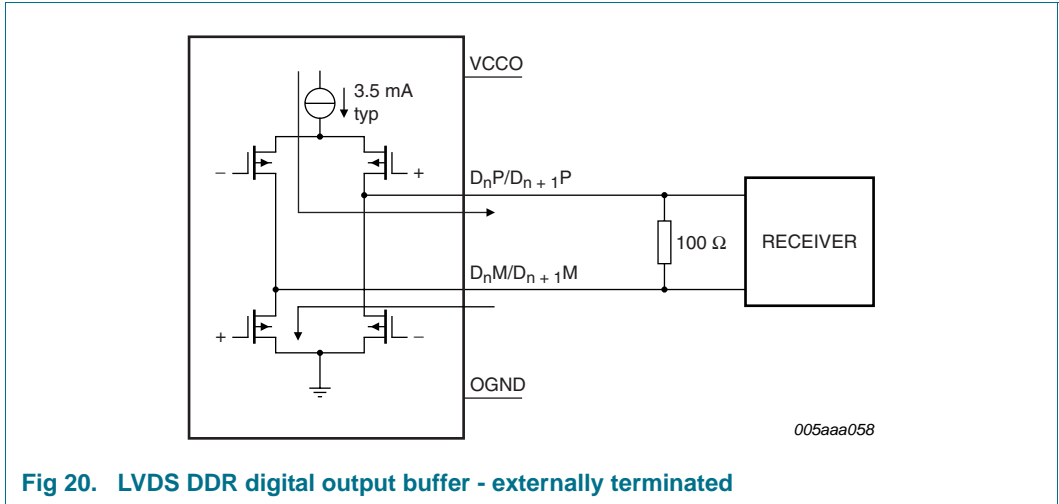 VCCO
3.5 mA
typ
− +
DnP/Dn + 1P
100 Ω
RECEIVER
DnM/Dn + 1M
+ −
OGND
005aaa058
Fig 20. LVDS DDR digital output buffer - externally terminated